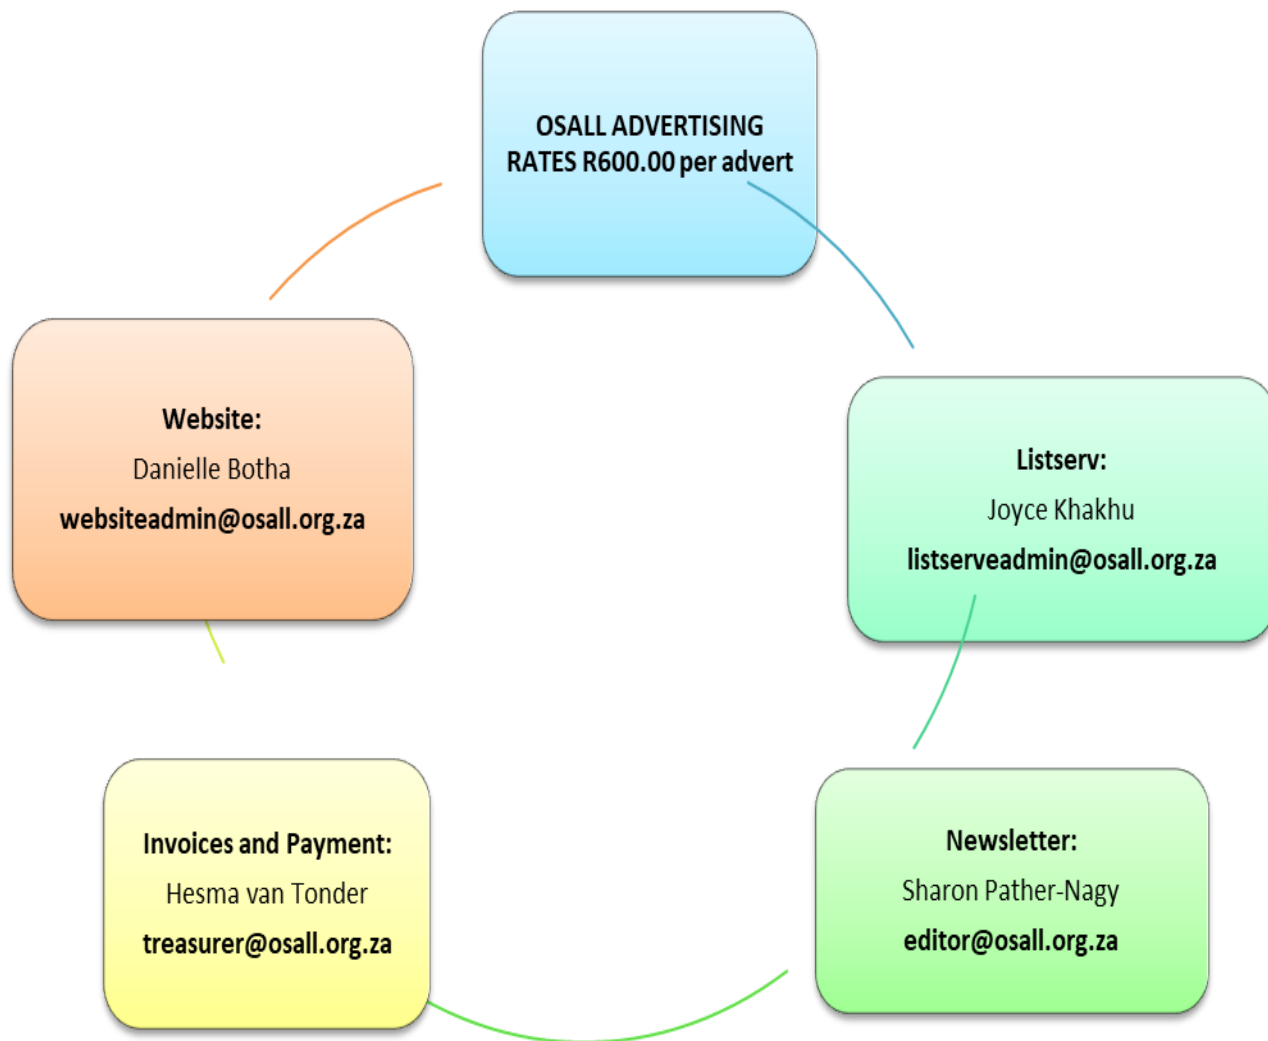 OSALL ADVERTISING
RATES R600.00 per advert
Website:
Danielle Botha
websiteadmin@osall.org.za
Listserv:
Joyce Khakhu
listserveadmin@osall.org.za
Invoices and Payment:
Hesma van Tonder
treasurer@osall.org.za
Newsletter:
Sharon Pather-Nagy
editor@osall.org.za